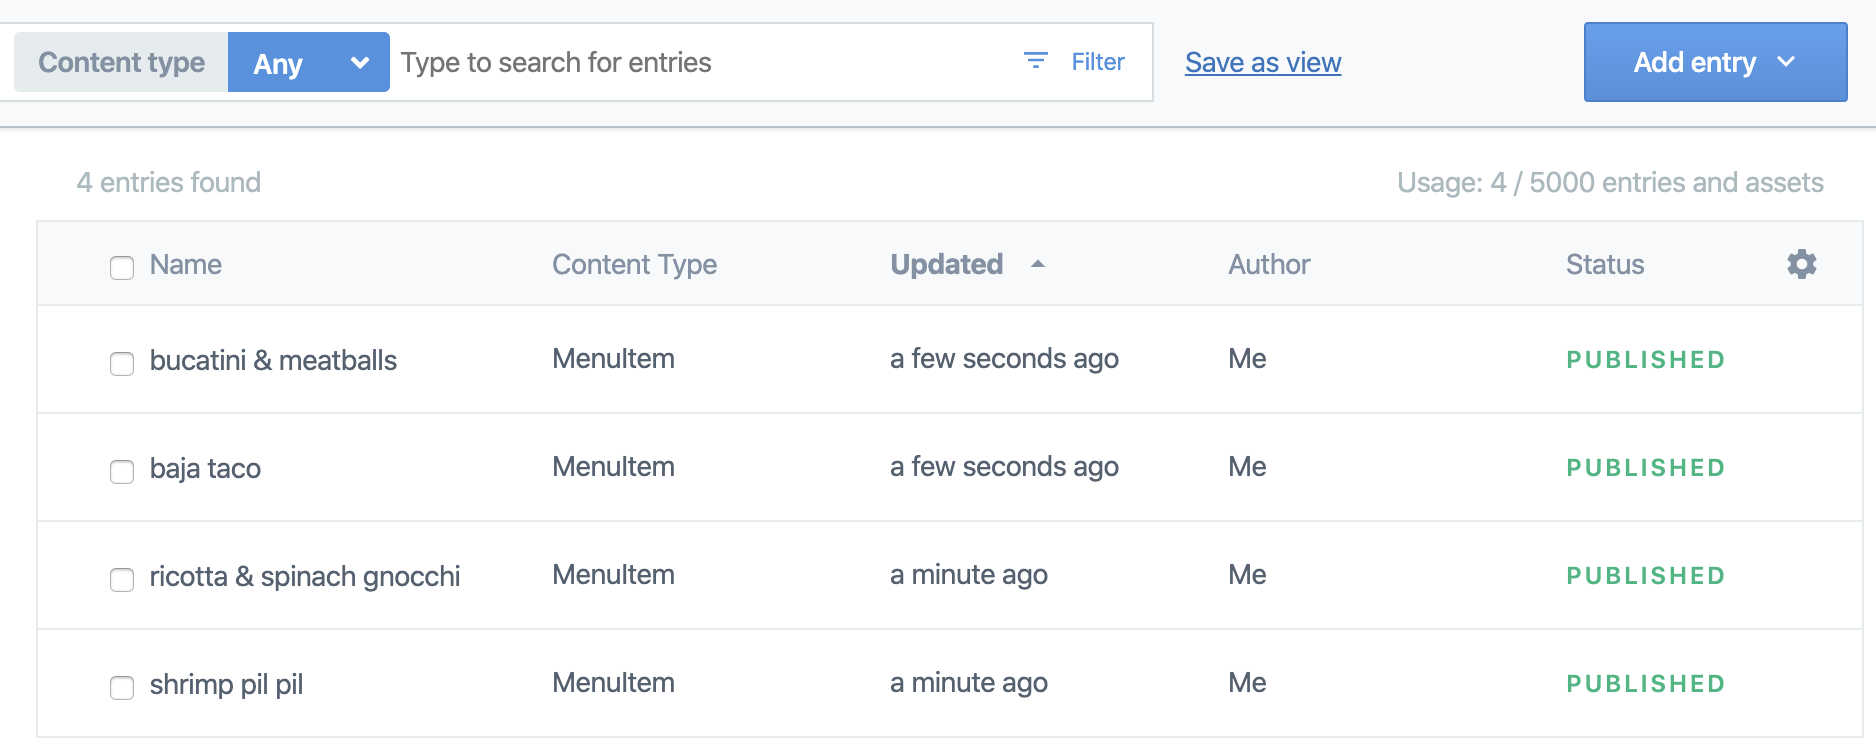 Content type Any Type to search for entries Filter Save as view Add entry
4 entries found Usage: 4 / 5000 entries and assets
Name Content Type Updated Author Status
bucatini & meatballs MenuItem a few seconds ago Me PUBLISHED
baja taco MenuItem a few seconds ago Me PUBLISHED
ricotta & spinach gnocchi MenuItem a minute ago Me PUBLISHED
shrimp pil pil MenuItem a minute ago Me PUBLISHED